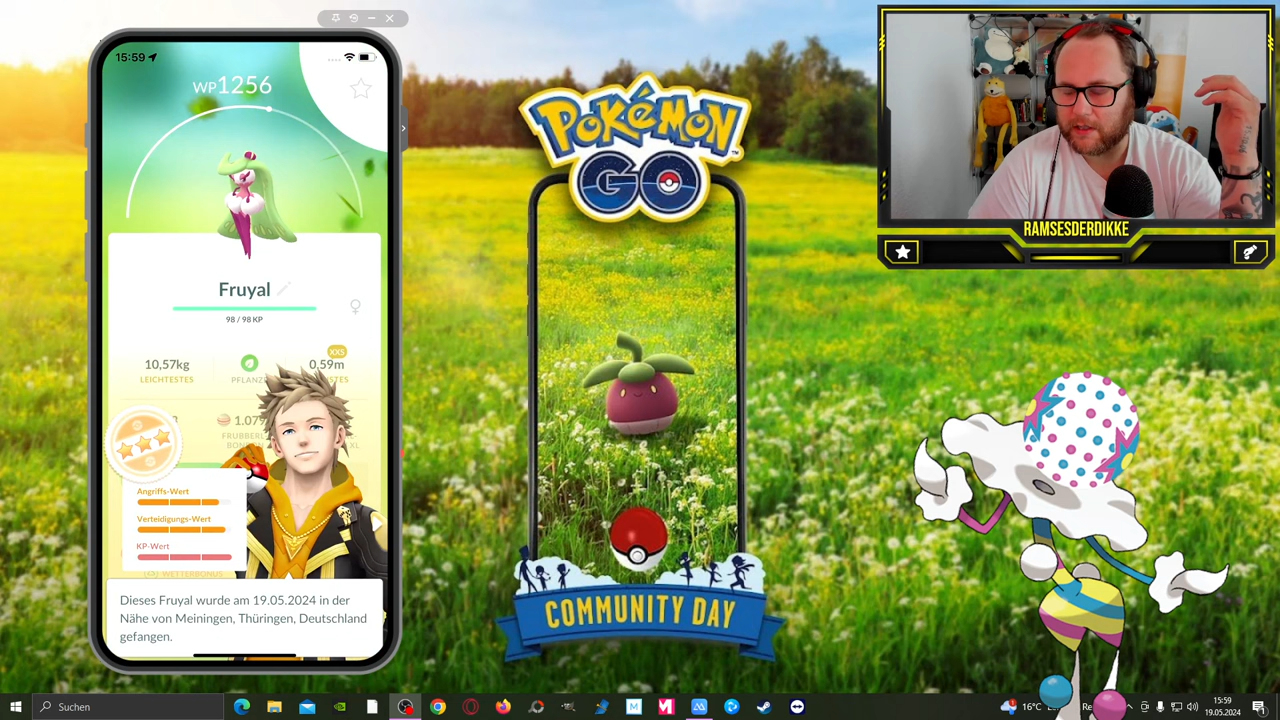 15:59
WP1256
Fruyal
98 / 98 KP
XXS
10,57kg
0,59m
LEICHTESTES
1.079
Angriffs-Wert
Verteidigungs-Wert
KP-Wert
WETTERBONUS
Dieses Fruyal wurde am 19.05.2024 in der
Nähe von Meiningen, Thüringen, Deutschland
gefangen.
POKéMON
GO
COMMUNITY DAY
RAMSESDERDIKKE
Suchen
16°C
15:59
19.05.2024